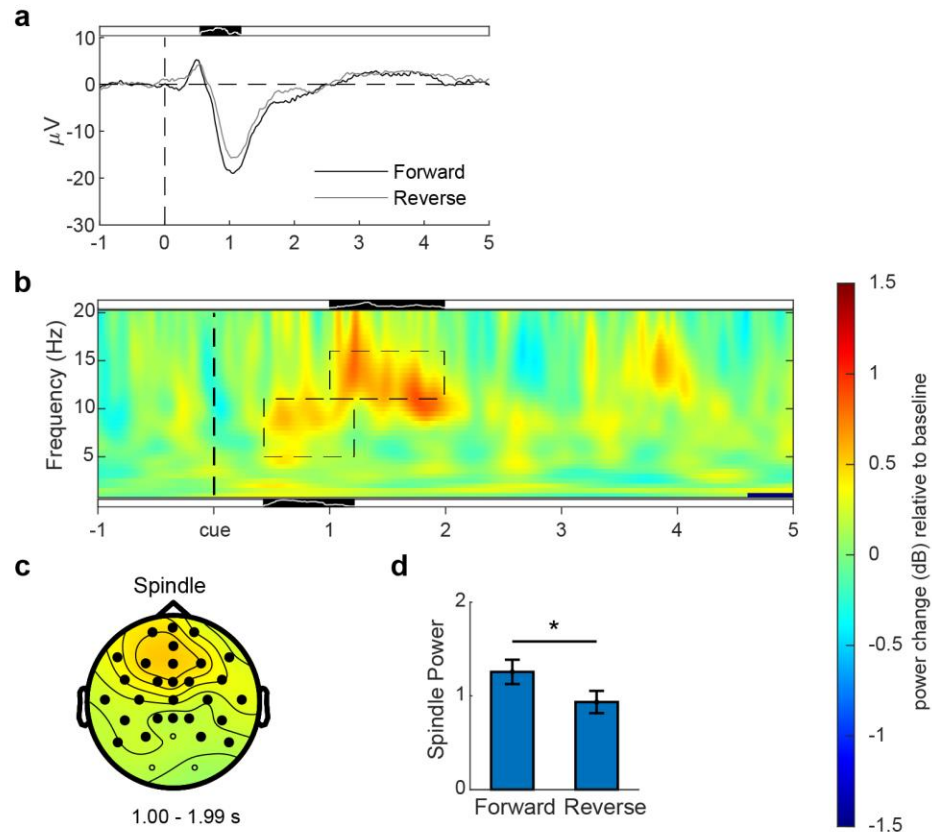 a
10
0
-10
-20
-30
μV
Forward
Reverse
-1 0 1 2 3 4 5
b
20
15
10
5
Frequency (Hz)
-1 cue 1 2 3 4 5
1.5
1
0.5
0
-0.5
-1
-1.5
power change (dB) relative to baseline
c
Spindle
1.00 - 1.99 s
d
2
1
0
Spindle Power
*
Forward Reverse